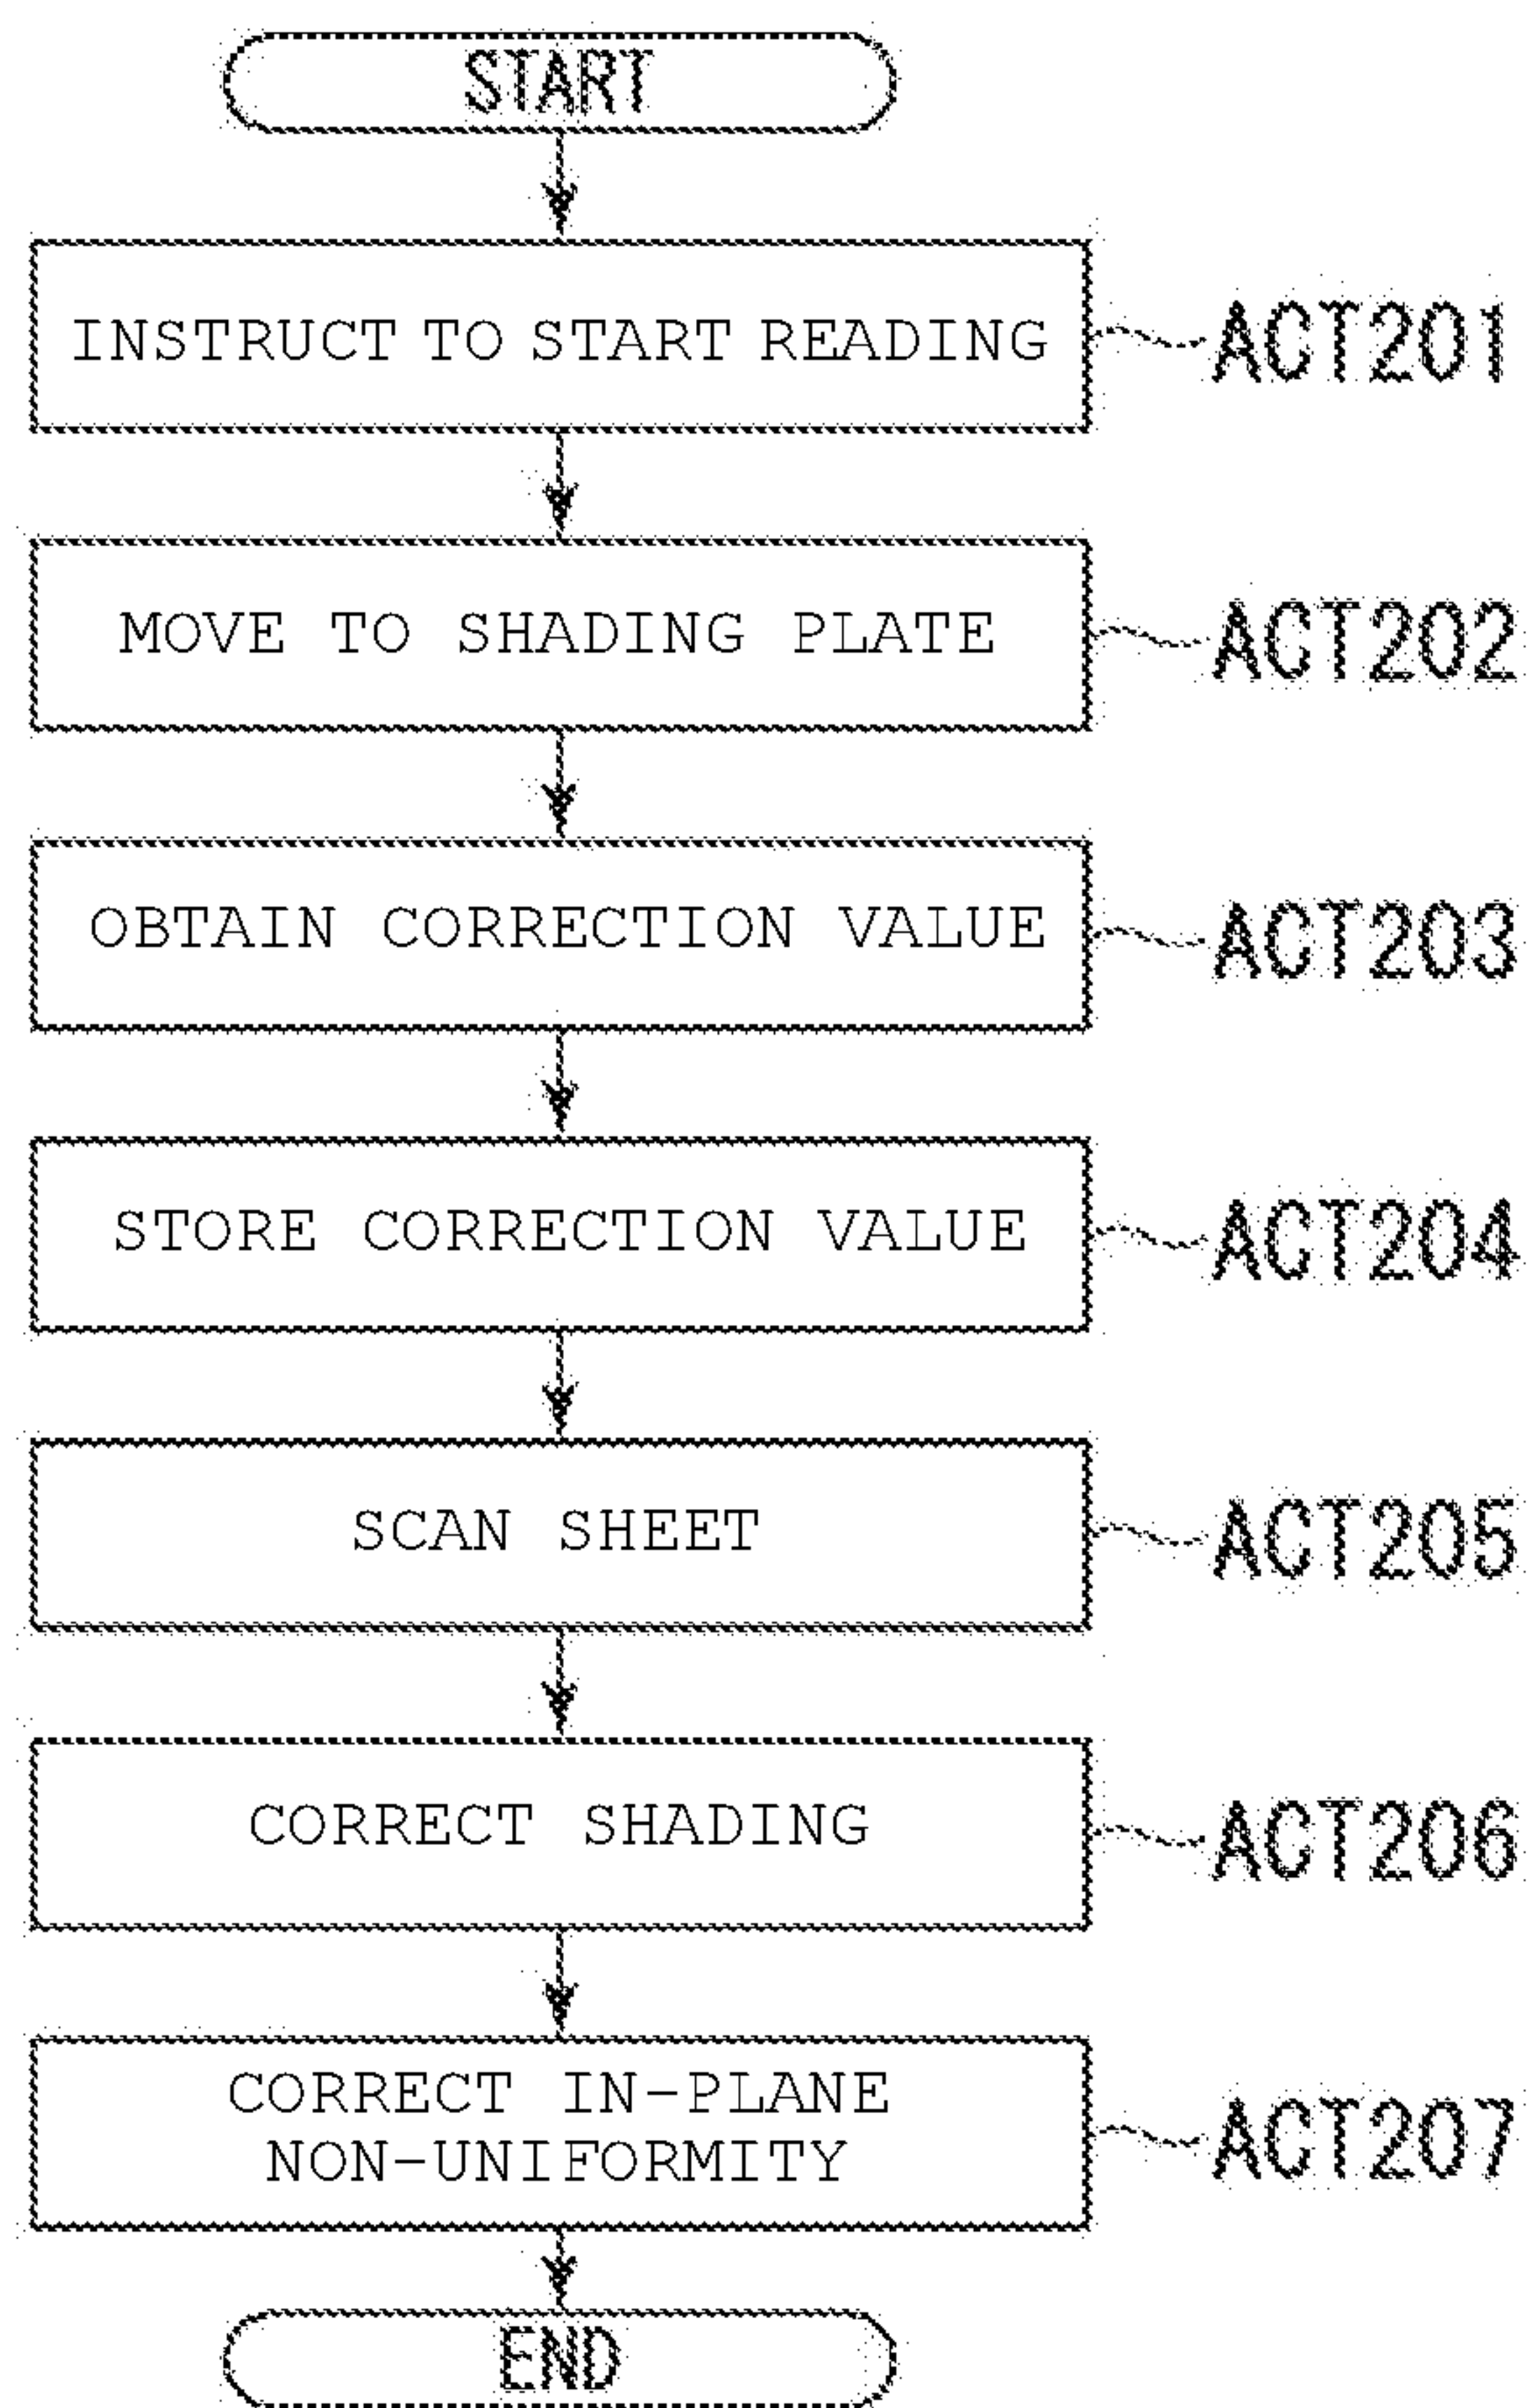 START
INSTRUCT TO START READING
ACT201
MOVE TO SHADING PLATE
ACT202
OBTAIN CORRECTION VALUE
ACT203
STORE CORRECTION VALUE
ACT204
SCAN SHEET
ACT205
CORRECT SHADING
ACT206
CORRECT IN-PLANE
NON-UNIFORMITY
ACT207
END